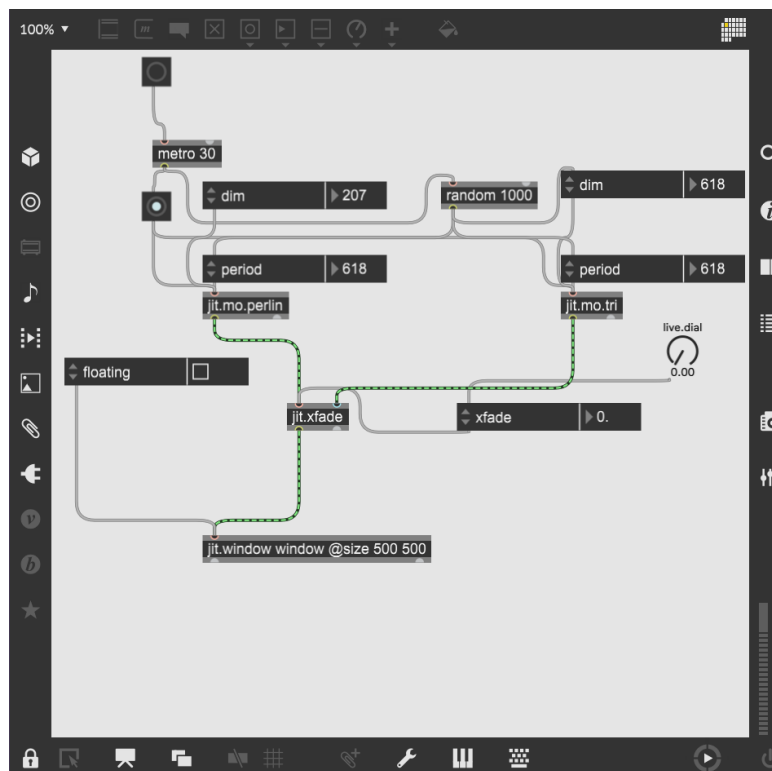 100%
m
metro 30
dim 207
random 1000
dim 618
period 618
period 618
jit.mo.perlin
jit.mo.tri
live.dial
0.00
floating
jit.xfade
xfade 0.
jit.window window @size 500 500
v
b